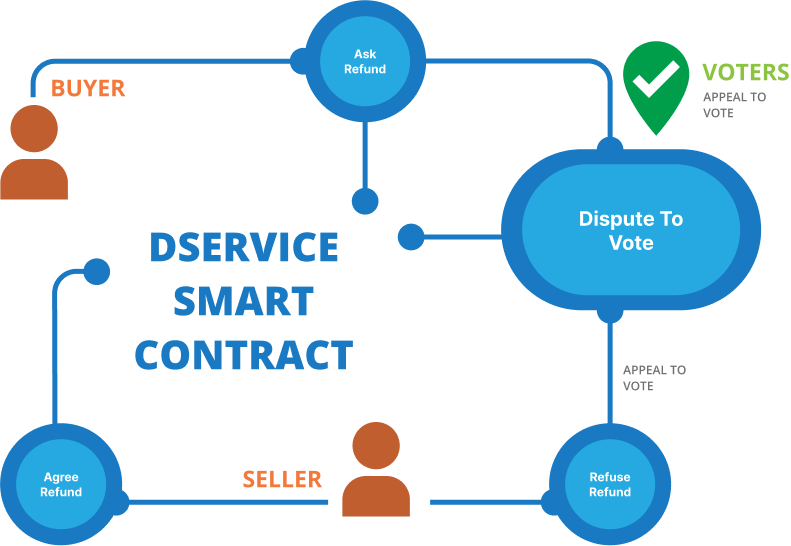 Ask
Refund
BUYER
VOTERS
APPEAL TO
VOTE
Dispute To
Vote
DSERVICE
SMART
CONTRACT
APPEAL TO
VOTE
Agree
Refund
SELLER
Refuse
Refund